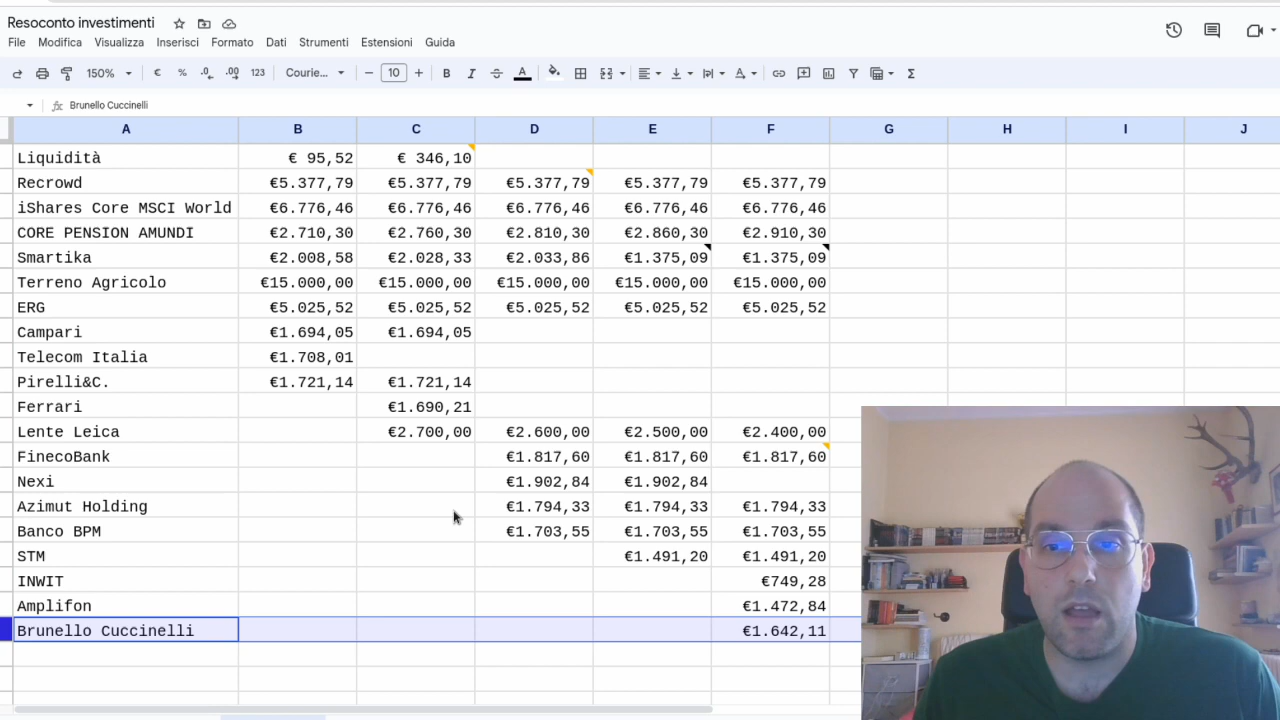 Resoconto investimenti
File Modifica Visualizza Inserisci Formato Dati Strumenti Estensioni Guida
150% € % .0 .00 123 Courie... 10 B I A Σ
fx Brunello Cuccinelli
A B C D E F G H I J
Liquidità € 95,52 € 346,10
Recrowd €5.377,79 €5.377,79 €5.377,79 €5.377,79 €5.377,79
iShares Core MSCI World €6.776,46 €6.776,46 €6.776,46 €6.776,46 €6.776,46
CORE PENSION AMUNDI €2.710,30 €2.760,30 €2.810,30 €2.860,30 €2.910,30
Smartika €2.008,58 €2.028,33 €2.033,86 €1.375,09 €1.375,09
Terreno Agricolo €15.000,00 €15.000,00 €15.000,00 €15.000,00 €15.000,00
ERG €5.025,52 €5.025,52 €5.025,52 €5.025,52 €5.025,52
Campari €1.694,05 €1.694,05
Telecom Italia €1.708,01
Pirelli&C. €1.721,14 €1.721,14
Ferrari €1.690,21
Lente Leica €2.700,00 €2.600,00 €2.500,00 €2.400,00
FinecoBank €1.817,60 €1.817,60 €1.817,60
Nexi €1.902,84 €1.902,84
Azimut Holding €1.794,33 €1.794,33 €1.794,33
Banco BPM €1.703,55 €1.703,55 €1.703,55
STM €1.491,20 €1.491,20
INWIT €749,28
Amplifon €1.472,84
Brunello Cuccinelli €1.642,11